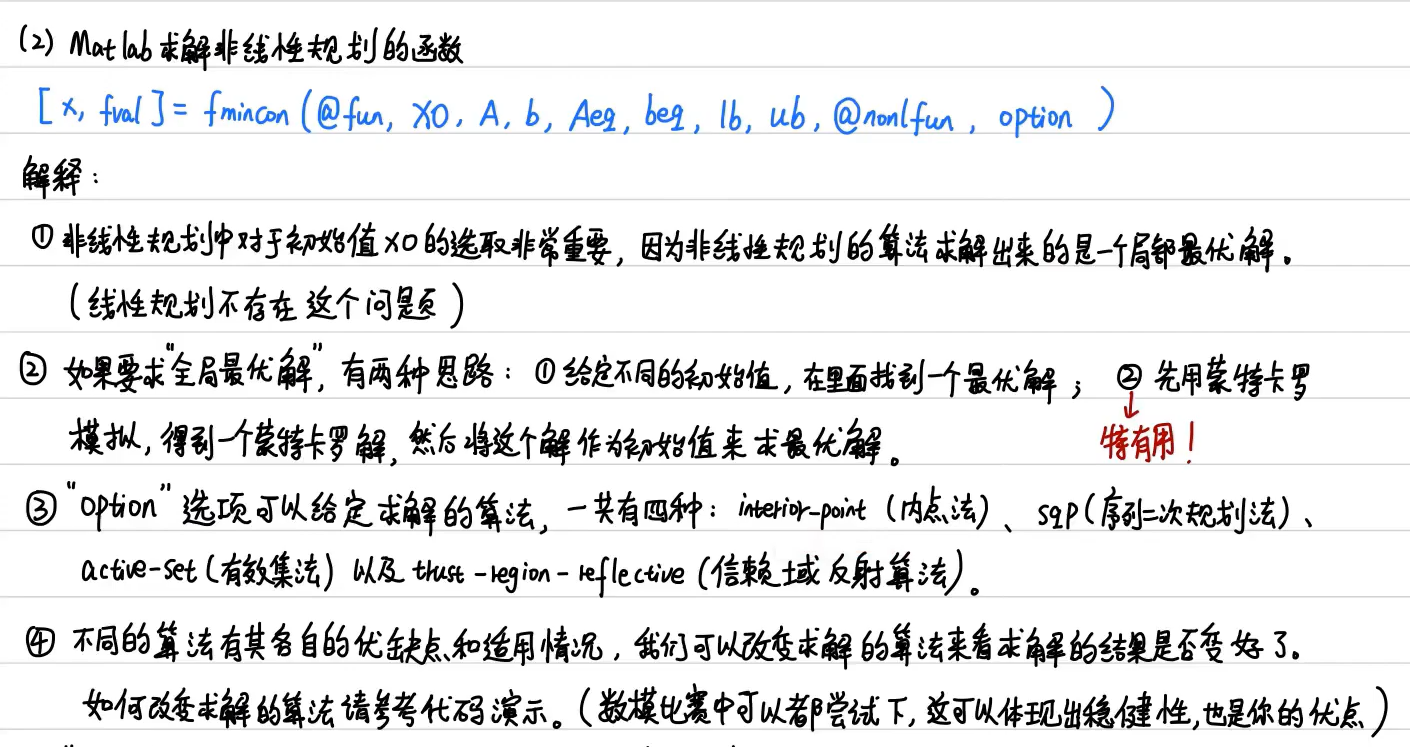 (2) Matlab求解非线性规划的函数
[x, fval] = fmincon (@fun, X0, A, b, Aeq, beq, lb, ub, @nonlfun, option )
解释：
① 非线性规划中对于初始值X0的选取非常重要，因为非线性规划的算法求解出来的是一个局部最优解。
（线性规划不存在这个问题）
② 如果要求“全局最优解”，有两种思路：① 给定不同的初始值，在里面找到一个最优解； ② 先用蒙特卡罗
模拟，得到一个蒙特卡罗解，然后将这个解作为初始值来求最优解。
特有用！
③ “option”选项可以给定求解的算法，一共有四种：interior-point（内点法）、sqp（序列二次规划法）、
active-set（有效集法）以及 trust-region-reflective（信赖域反射算法）。
④ 不同的算法有其各自的优缺点和适用情况，我们可以改变求解的算法来看求解的结果是否变好了。
如何改变求解的算法请参考代码演示。（数模比赛中可以都尝试下，这可以体现出稳健性，也是你的优点）